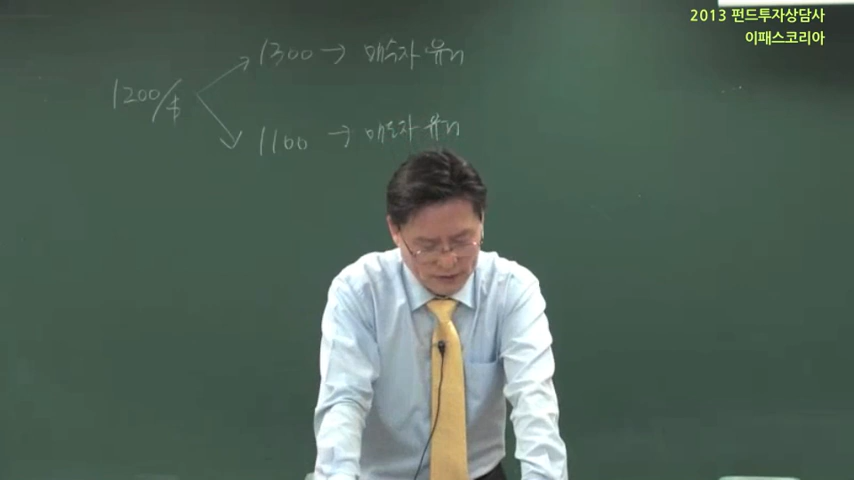 2013 펀드투자상담사
이패스코리아
1300 → 매수자 유리
1200/$
1100 → 매도자 유리